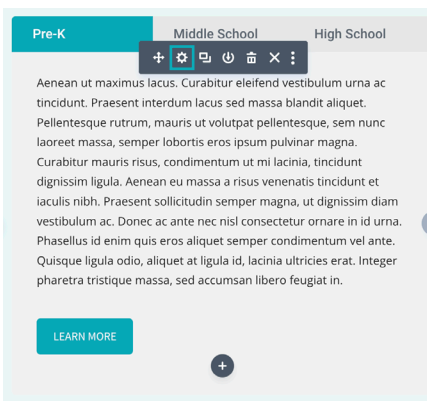 Pre-K Middle School High School
Aenean ut maximus lacus. Curabitur eleifend vestibulum urna ac
tincidunt. Praesent interdum lacus sed massa blandit aliquet.
Pellentesque rutrum, mauris ut volutpat pellentesque, sem nunc
laoreet massa, semper lobortis eros ipsum pulvinar magna.
Curabitur mauris risus, condimentum ut mi lacinia, tincidunt
dignissim ligula. Aenean eu massa a risus venenatis tincidunt et
iaculis nibh. Praesent sollicitudin semper magna, ut dignissim diam
vestibulum ac. Donec ac ante nec nisl consectetur ornare in id urna.
Phasellus id enim quis eros aliquet semper condimentum vel ante.
Quisque ligula odio, aliquet at ligula id, lacinia ultricies erat. Integer
pharetra tristique massa, sed accumsan libero feugiat in.
LEARN MORE